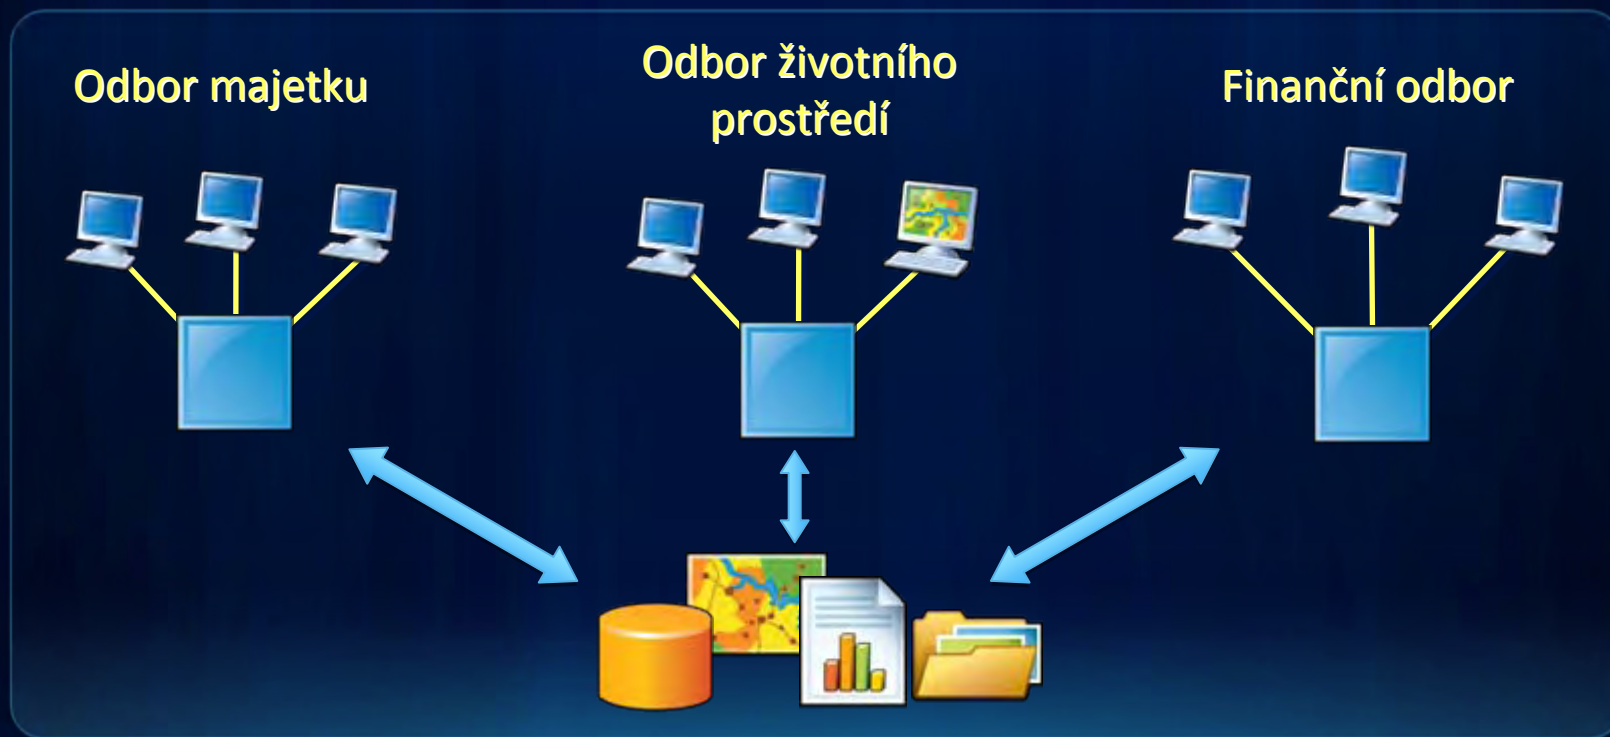 Odbor majetku
Odbor životního
prostředí
Finanční odbor